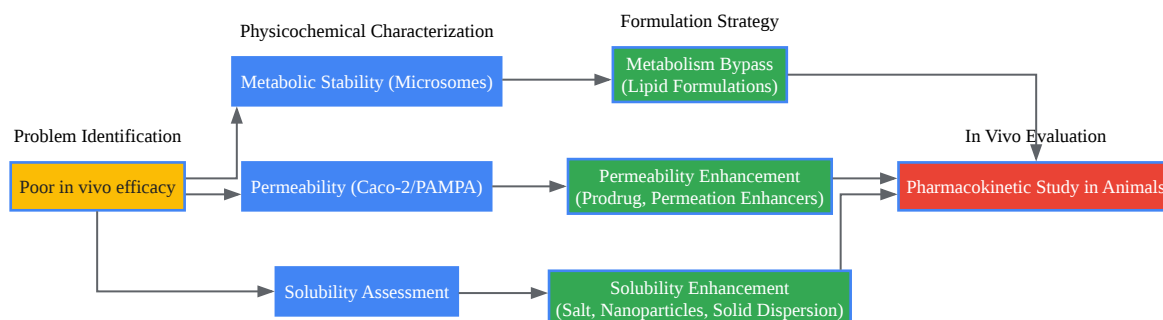 Formulation Strategy
Physicochemical Characterization
Metabolic Stability (Microsomes)
Metabolism Bypass
(Lipid Formulations)
Problem Identification
In Vivo Evaluation
Poor in vivo efficacy
Permeability (Caco-2/PAMPA)
Permeability Enhancement
(Prodrug, Permeation Enhancers)
Pharmacokinetic Study in Animals
Solubility Assessment
Solubility Enhancement
(Salt, Nanoparticles, Solid Dispersion)